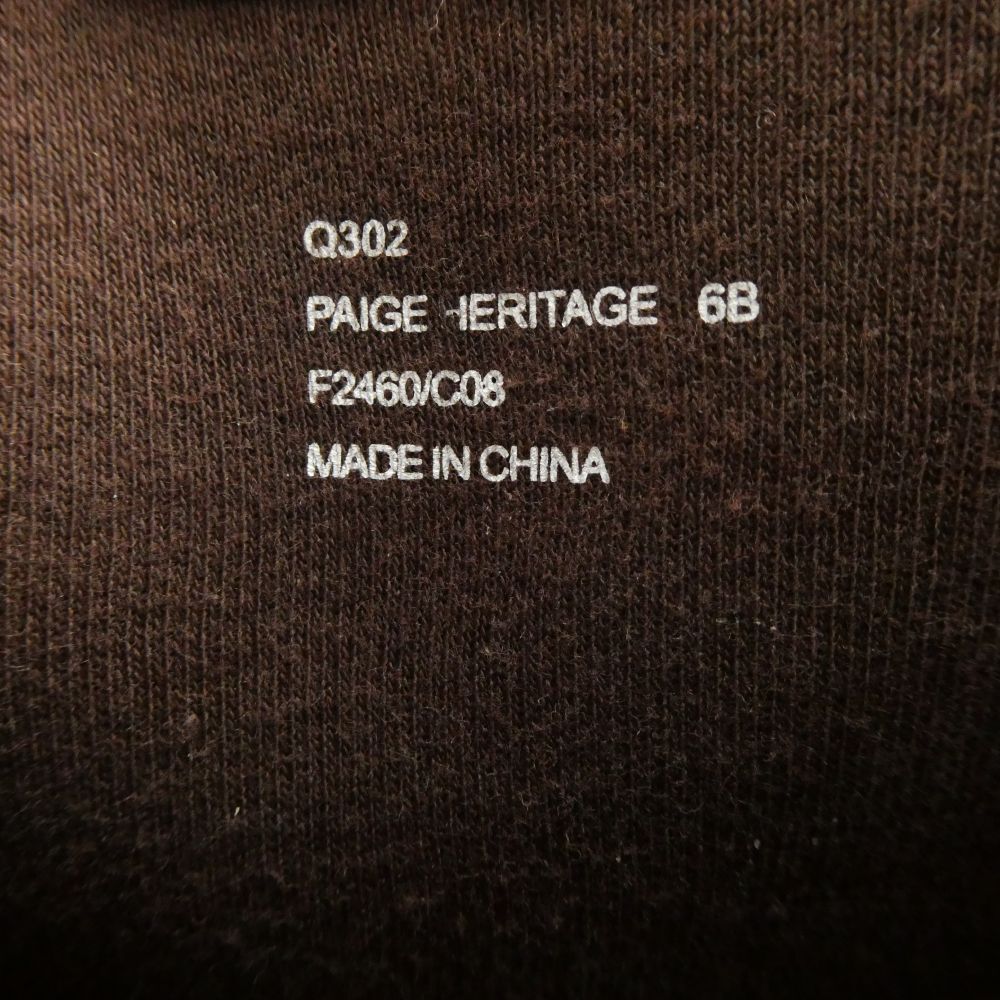 Q302
PAIGE HERITAGE 6B
F2460/C08
MADE IN CHINA